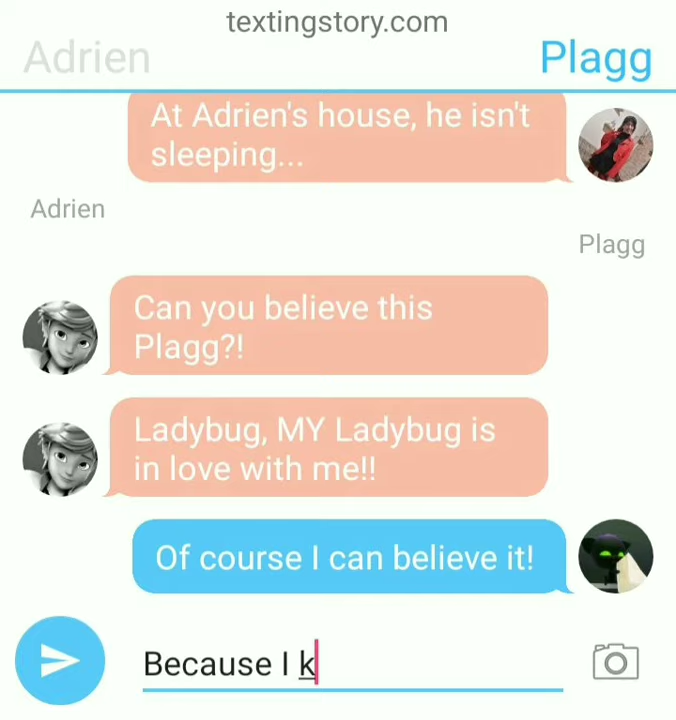 textingstory.com
Adrien
Plagg
At Adrien's house, he isn't
sleeping...
Adrien
Plagg
Can you believe this
Plagg?!
Ladybug, MY Ladybug is
in love with me!!
Of course I can believe it!
Because I k